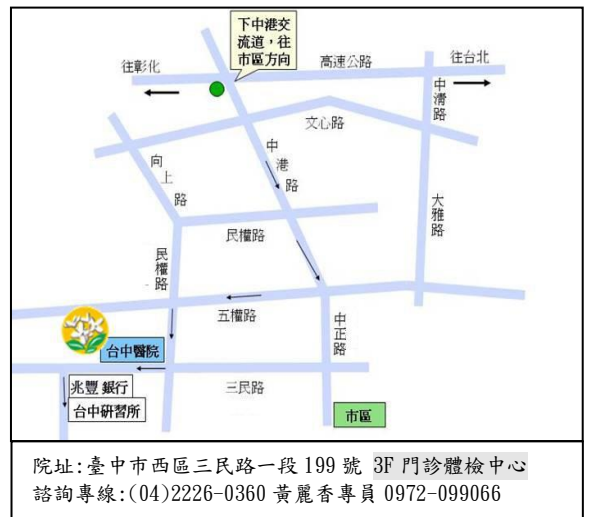 下中港交
流道，往
市區方向
往彰化
高速公路
往台北
中清路
文心路
中港路
向上路
大雅路
民權路
民權路
五權路
中正路
台中醫院
三民路
兆豐 銀行
台中研習所
市區
院址:臺中市西區三民路一段 199 號 3F 門診體檢中心
諮詢專線:(04)2226-0360 黃麗香專員 0972-099066